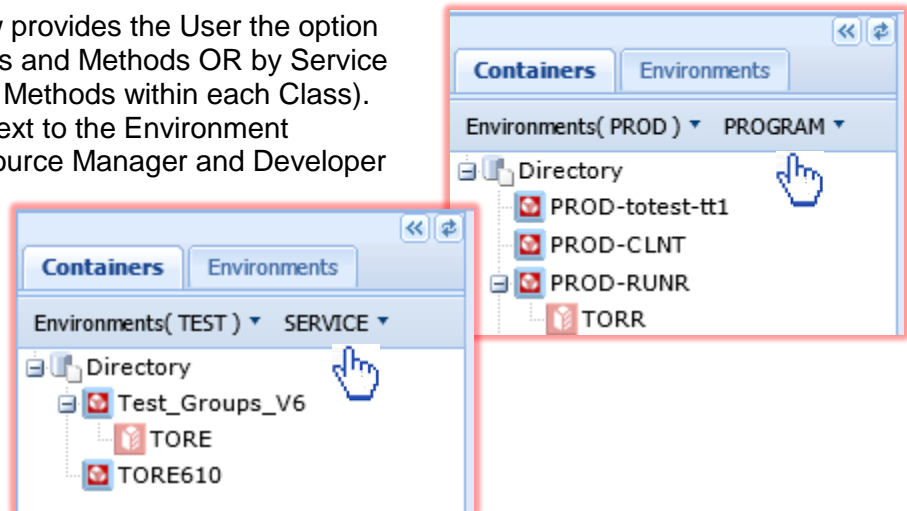 provides the User the option
s and Methods OR by Service
Methods within each Class).
ext to the Environment
ource Manager and Developer
Containers Environments
Environments( PROD ) PROGRAM
Directory
PROD-totest-tt1
PROD-CLNT
PROD-RUNR
TORR
Containers Environments
Environments( TEST ) SERVICE
Directory
Test_Groups_V6
TORE
TORE610